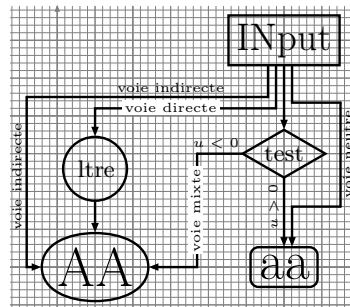 INput
voie indirecte
voie directe
u < 0
test
ltre
voie indirecte
voie mixte
u > 0
voie neutre
AA
aa